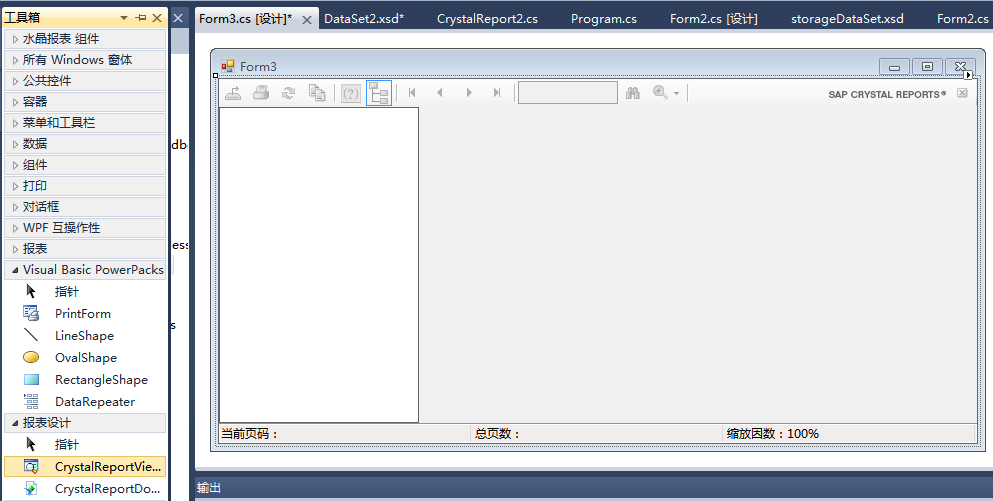 工具箱
Form3.cs [设计]*
DataSet2.xsd*
CrystalReport2.cs
Program.cs
Form2.cs [设计]
storageDataSet.xsd
Form2.cs
水晶报表 组件
所有 Windows 窗体
公共控件
容器
菜单和工具栏
数据
组件
打印
对话框
WPF 互操作性
报表
Visual Basic PowerPacks
指针
PrintForm
LineShape
OvalShape
RectangleShape
DataRepeater
报表设计
指针
CrystalReportVie...
CrystalReportDo...
db
ess
s
Form3
SAP CRYSTAL REPORTS®
当前页码：
总页数：
缩放因数：100%
输出